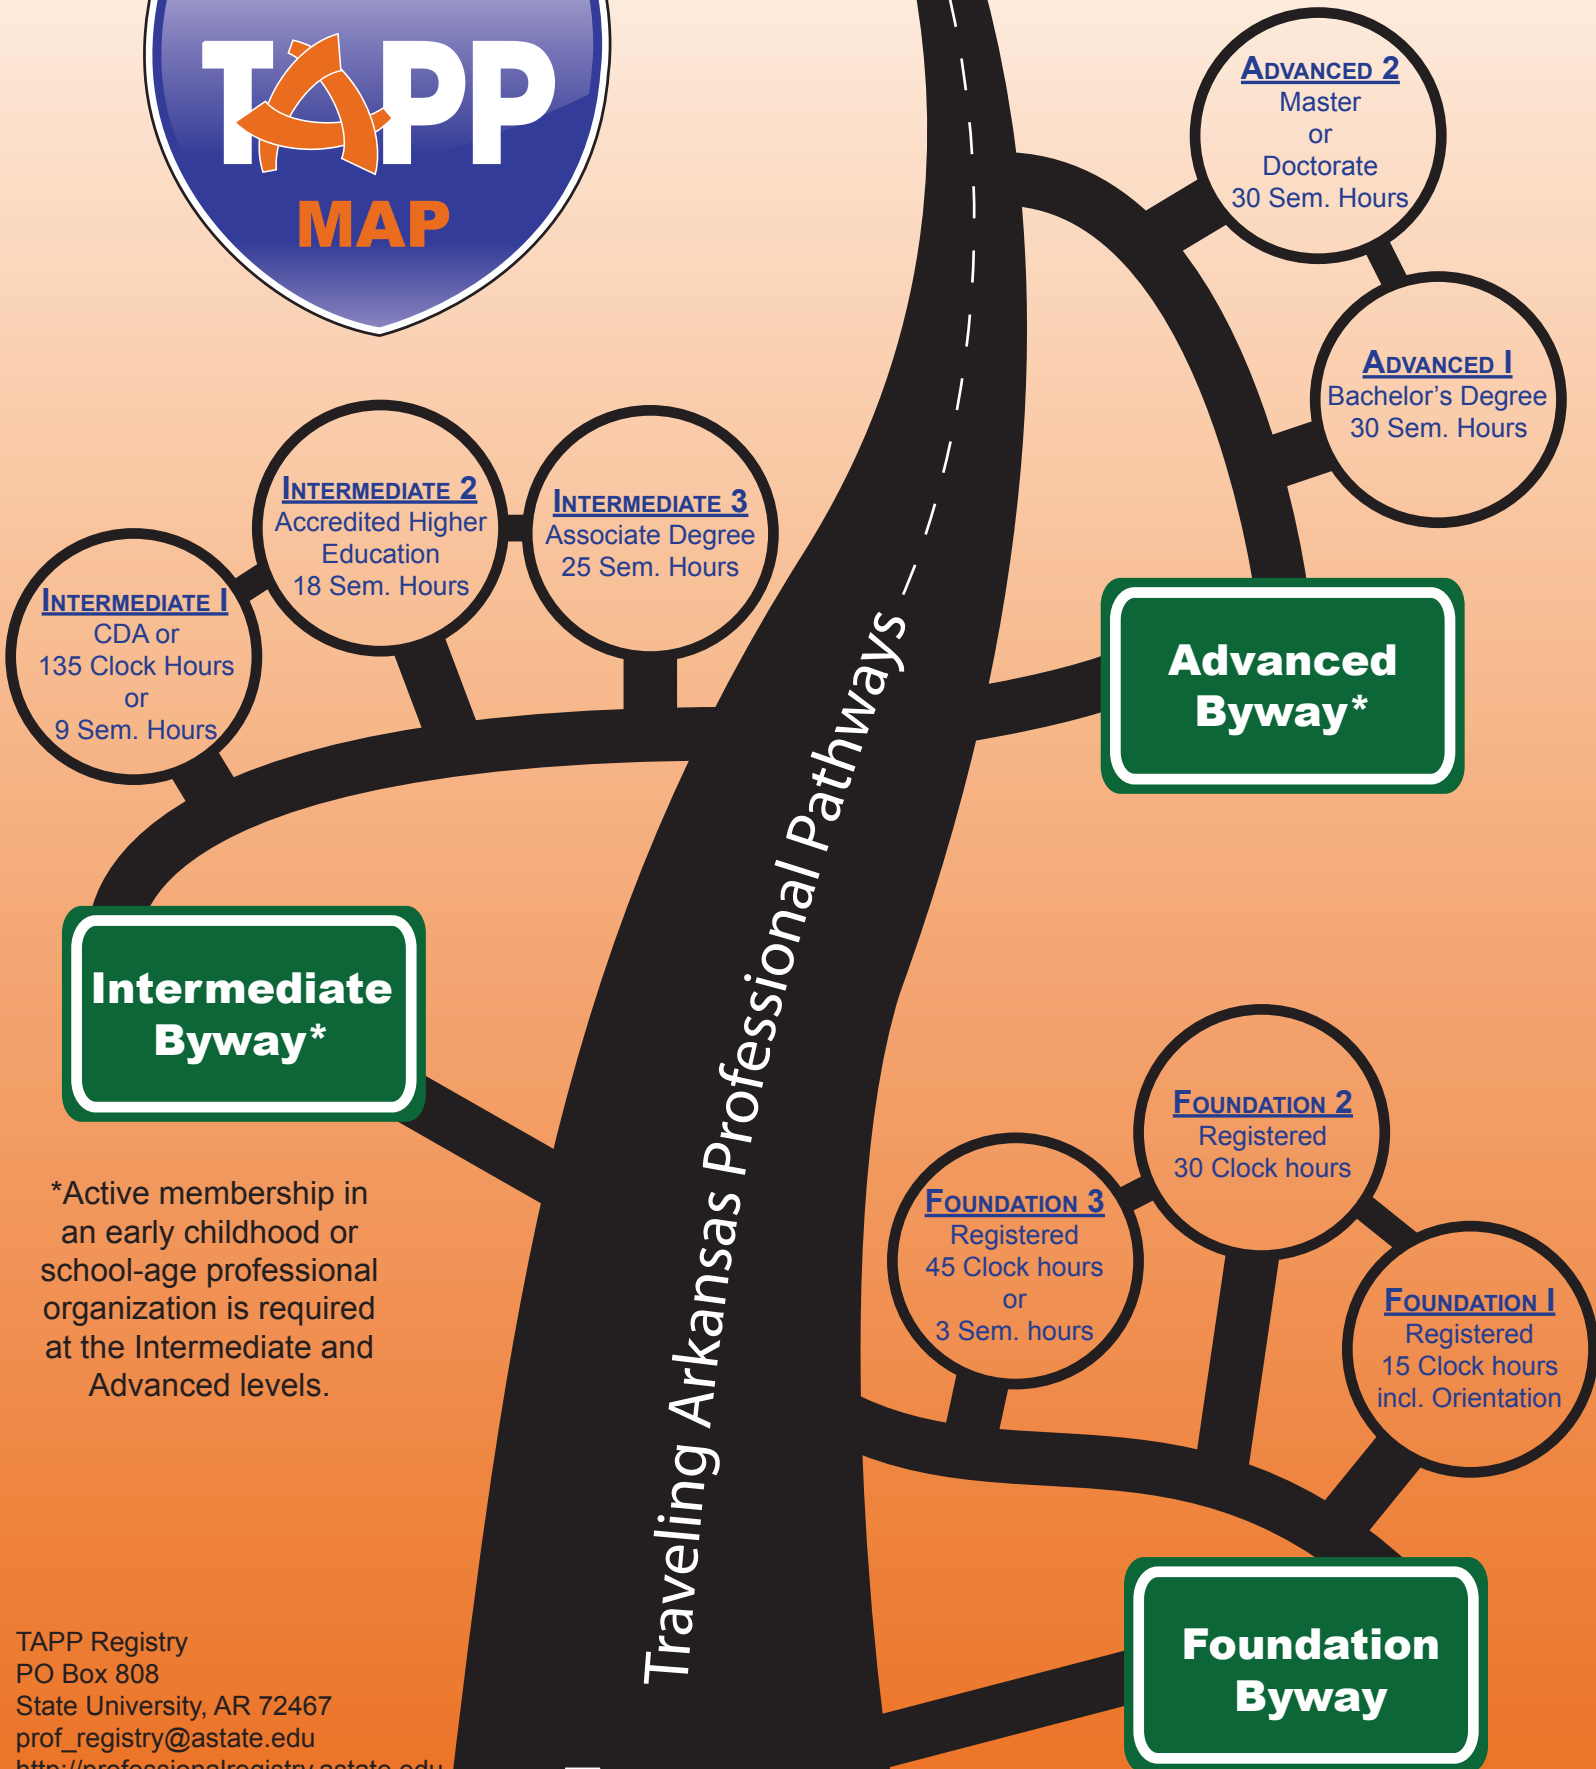 TAPP
MAP
ADVANCED 2
Master
or
Doctorate
30 Sem. Hours
ADVANCED I
Bachelor's Degree
30 Sem. Hours
INTERMEDIATE 2
Accredited Higher
Education
18 Sem. Hours
INTERMEDIATE 3
Associate Degree
25 Sem. Hours
INTERMEDIATE I
CDA or
135 Clock Hours
or
9 Sem. Hours
Advanced
Byway*
Intermediate
Byway*
Traveling Arkansas Professional Pathways
*Active membership in
an early childhood or
school-age professional
organization is required
at the Intermediate and
Advanced levels.
FOUNDATION 2
Registered
30 Clock hours
FOUNDATION 3
Registered
45 Clock hours
or
3 Sem. hours
FOUNDATION I
Registered
15 Clock hours
incl. Orientation
Foundation
Byway
TAPP Registry
PO Box 808
State University, AR 72467
prof_registry@astate.edu
http://professionalregistry.astate.edu